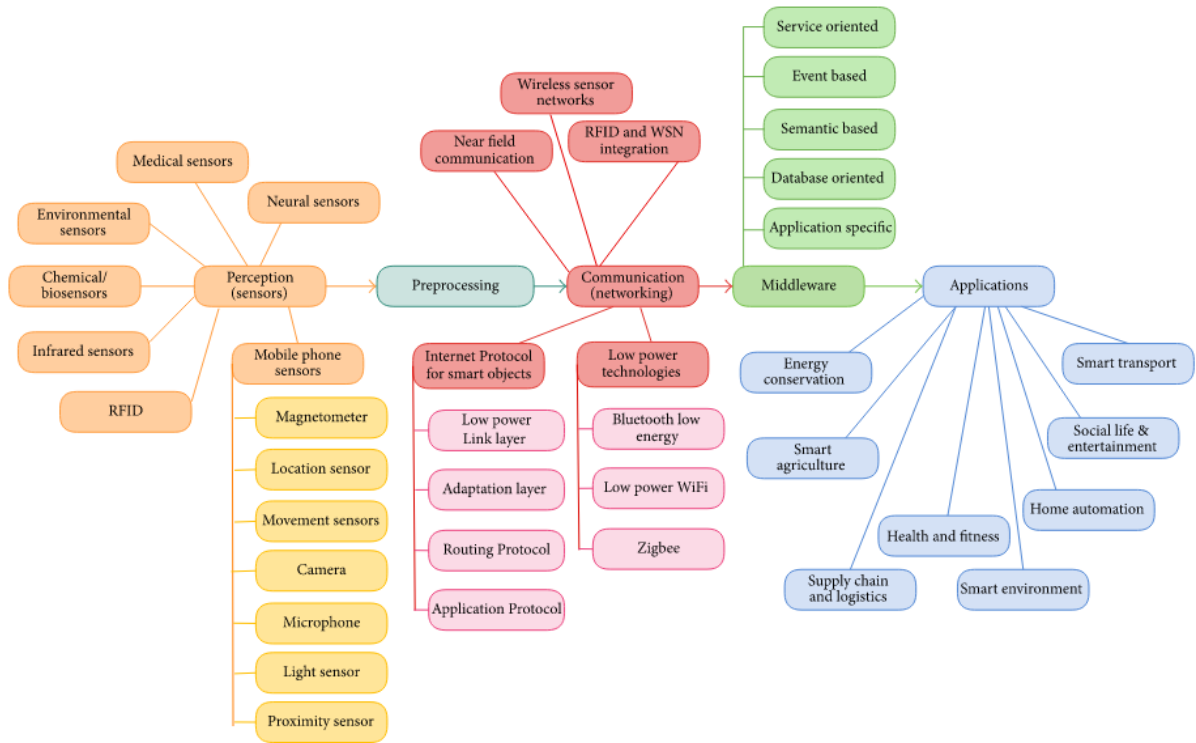 Service oriented
Event based
Semantic based
Database oriented
Application specific
Wireless sensor
networks
Near field
communication
RFID and WSN
integration
Medical sensors
Neural sensors
Environmental
sensors
Chemical/
biosensors
Infrared sensors
RFID
Perception
(sensors)
Preprocessing
Communication
(networking)
Middleware
Applications
Mobile phone
sensors
Magnetometer
Location sensor
Movement sensors
Camera
Microphone
Light sensor
Proximity sensor
Internet Protocol
for smart objects
Low power
Link layer
Adaptation layer
Routing Protocol
Application Protocol
Low power
technologies
Bluetooth low
energy
Low power WiFi
Zigbee
Energy
conservation
Smart
agriculture
Supply chain
and logistics
Health and fitness
Smart environment
Home automation
Social life &
entertainment
Smart transport